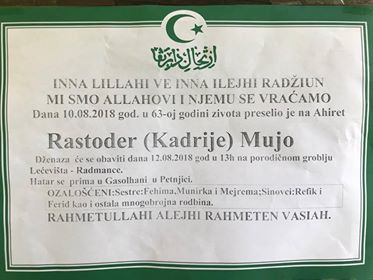 INNA LILLAHI VE INNA ILEJHI RADŽIUN
MI SMO ALLAHOVI I NJEMU SE VRAĆAMO
Dana 10.08.2018 god. u 63-oj godini zivota preselio je na Ahiret
Rastoder (Kadrije) Mujo
Dženaza će se obaviti dana 12.08.2018 god u 13h na porodičnom groblju
Lećevišta - Radmance.
Hatar se prima u Gasolhani u Petnjici.
OZALOŠĆENI:Sestre:Fehima,Munirka i Mejrema;Sinovci:Refik i
Ferid kao i ostala mnogobrojna rodbina.
RAHMETULLAHI ALEJHI RAHMETEN VASIAH.